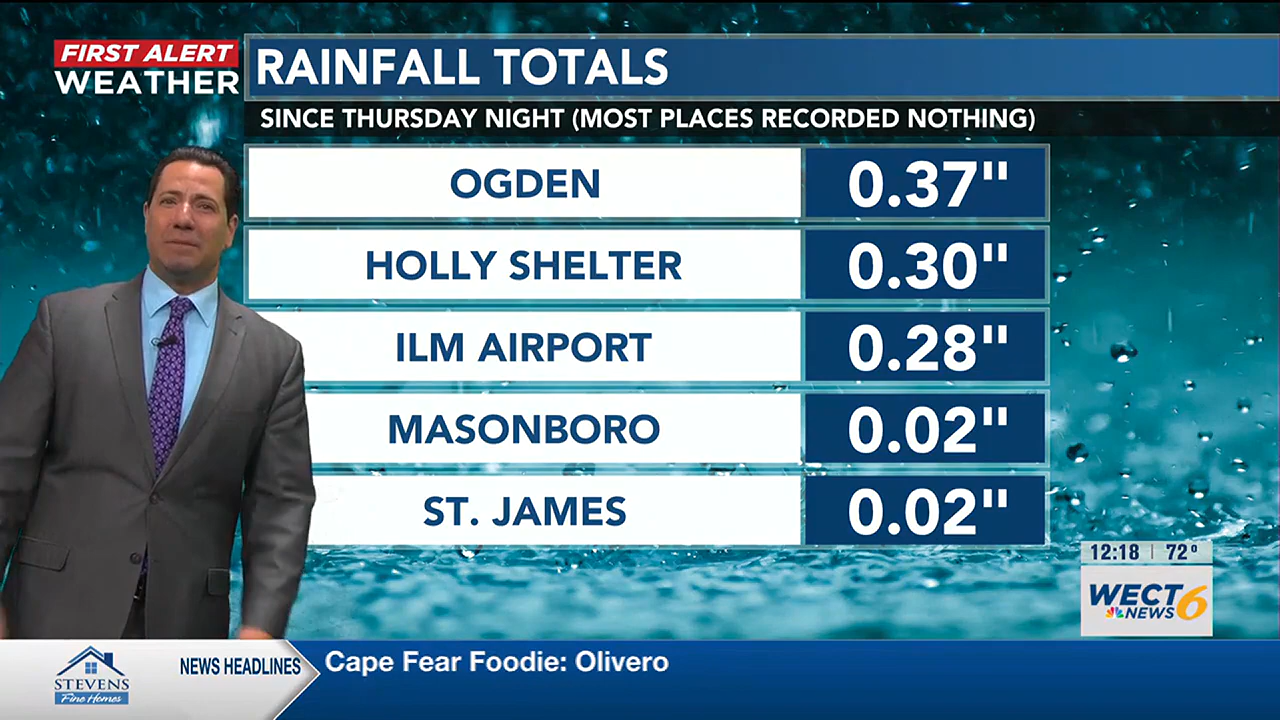 FIRST ALERT
WEATHER
RAINFALL TOTALS
SINCE THURSDAY NIGHT (MOST PLACES RECORDED NOTHING)
OGDEN 0.37"
HOLLY SHELTER 0.30"
ILM AIRPORT 0.28"
MASONBORO 0.02"
ST. JAMES 0.02"
12:18 | 72°
WECT 6
NEWS
STEVENS
Fine Homes
NEWS HEADLINES
Cape Fear Foodie: Olivero